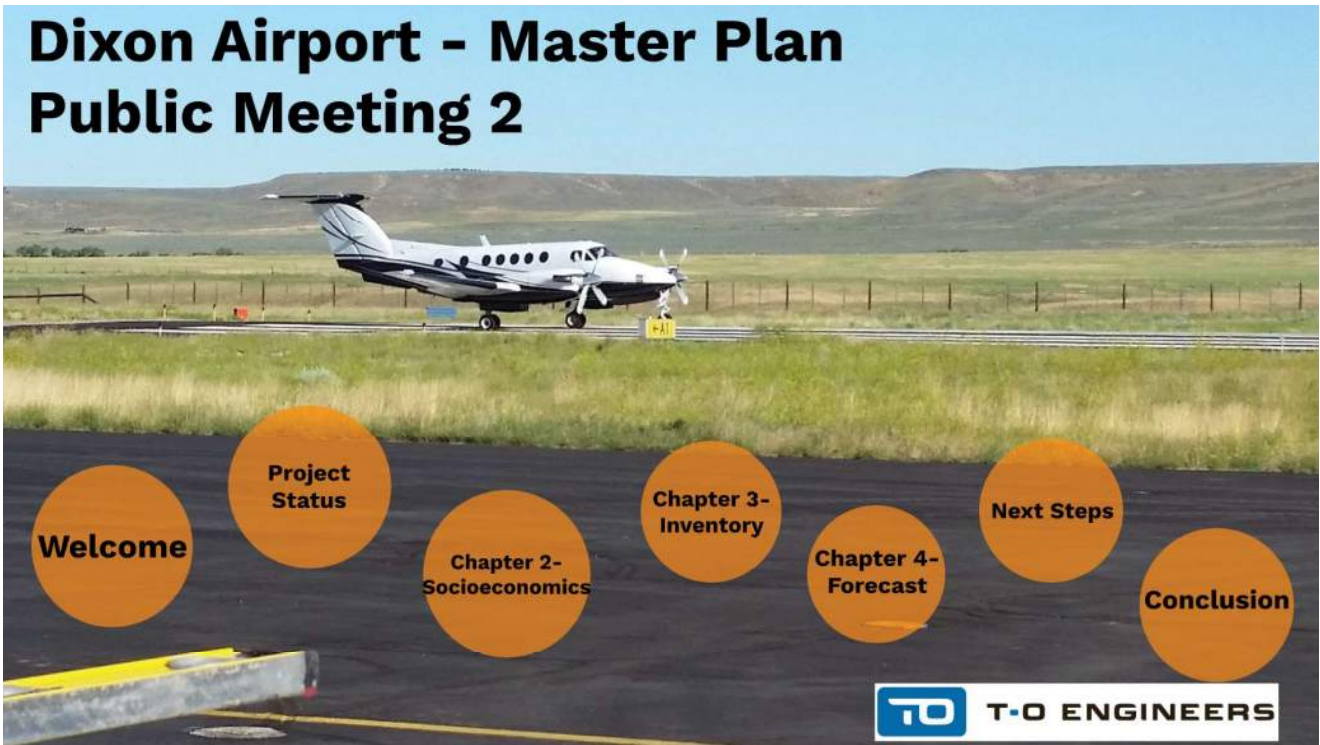 Dixon Airport - Master Plan
Public Meeting 2
Welcome
Project
Status
Chapter 2-
Socioeconomics
Chapter 3-
Inventory
Chapter 4-
Forecast
Next Steps
Conclusion
TO T-O ENGINEERS